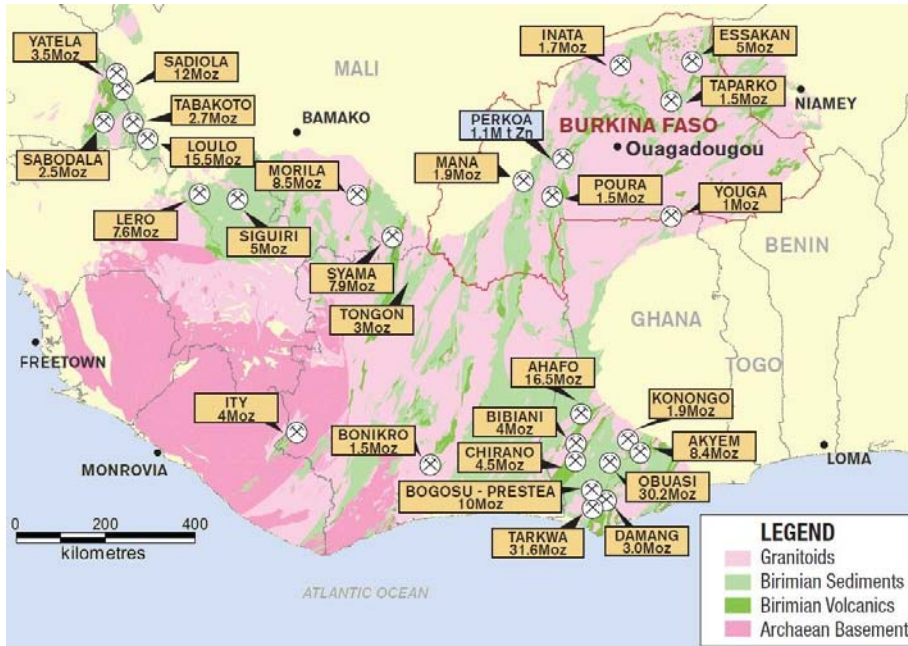 YATELA
3.5Moz
SADIOLA
12Moz
TABAKOTO
2.7Moz
SABODALA
2.5Moz
LOULO
15.5Moz
MALI
BAMAKO
INATA
1.7Moz
ESSAKAN
5Moz
TAPARKO
1.5Moz
NIAMEY
PERKOA
1.1M t Zn
BURKINA FASO
Ouagadougou
MANA
1.9Moz
POURA
1.5Moz
YOUGA
1Moz
MORILA
8.5Moz
LERO
7.6Moz
SIGUIRI
5Moz
SYAMA
7.9Moz
TONGON
3Moz
BENIN
GHANA
TOGO
FREETOWN
AHAFO
16.5Moz
KONONGO
1.9Moz
ITY
4Moz
BIBIANI
4Moz
BONIKRO
1.5Moz
CHIRANO
4.5Moz
AKYEM
8.4Moz
MONROVIA
LOMA
OBUASI
30.2Moz
BOGOSU - PRESTEA
10Moz
TARKWA
31.6Moz
DAMANG
3.0Moz
0 200 400
kilometres
ATLANTIC OCEAN
LEGEND
Granitoids
Birimian Sediments
Birimian Volcanics
Archaean Basement